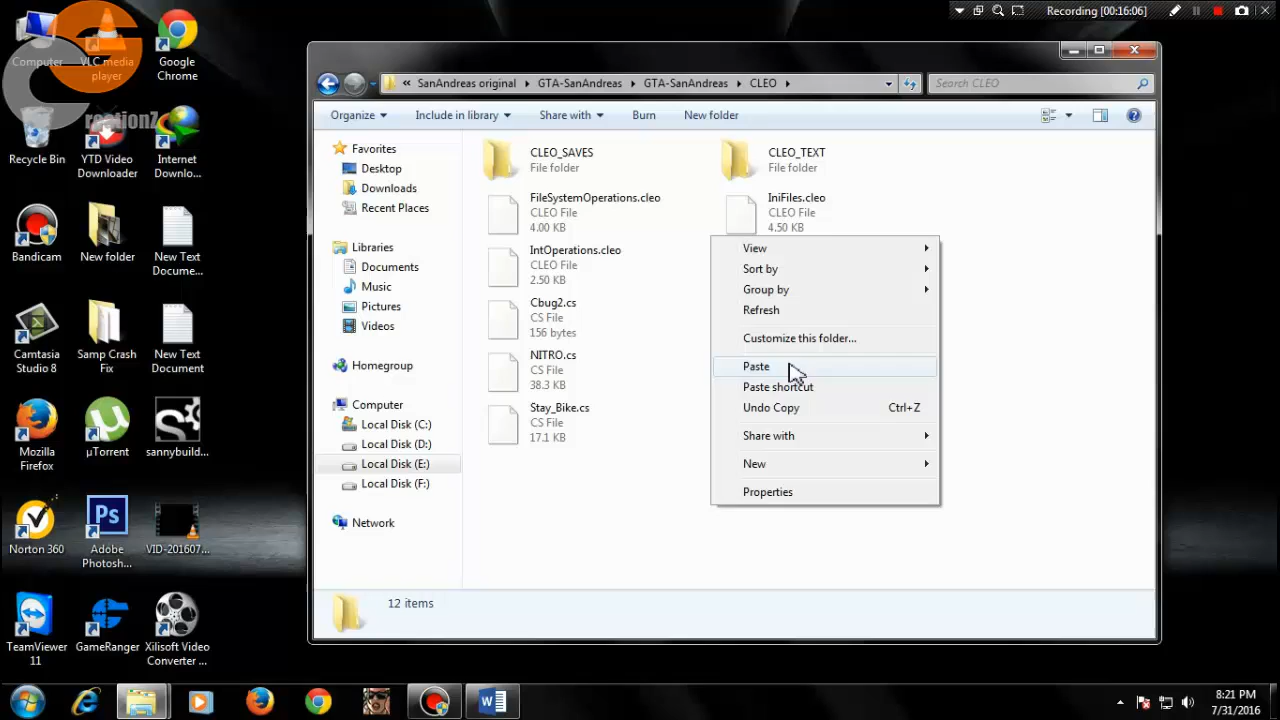 Recording [00:16:06]
Computer
VLC media
player
Google
Chrome
reationZ
Recycle Bin
YTD Video
Downloader
Internet
Downlo...
Bandicam
New folder
New Text
Docume...
Camtasia
Studio 8
Samp Crash
Fix
New Text
Document
Mozilla
Firefox
µTorrent
sannybuild...
Ps
Norton 360
Adobe
Photosh...
VID-201607...
TeamViewer
11
GameRanger
Xilisoft Video
Converter ...
« SanAndreas original GTA-SanAndreas GTA-SanAndreas CLEO
Search CLEO
Organize Include in library Share with Burn New folder
Favorites
Desktop
Downloads
Recent Places
Libraries
Documents
Music
Pictures
Videos
Homegroup
Computer
Local Disk (C:)
Local Disk (D:)
Local Disk (E:)
Local Disk (F:)
Network
CLEO_SAVES
File folder
CLEO_TEXT
File folder
FileSystemOperations.cleo
CLEO File
4.00 KB
IniFiles.cleo
CLEO File
4.50 KB
IntOperations.cleo
CLEO File
2.50 KB
Cbug2.cs
CS File
156 bytes
NITRO.cs
CS File
38.3 KB
Stay_Bike.cs
CS File
17.1 KB
View
Sort by
Group by
Refresh
Customize this folder...
Paste
Paste shortcut
Undo Copy Ctrl+Z
Share with
New
Properties
12 items
8:21 PM
7/31/2016